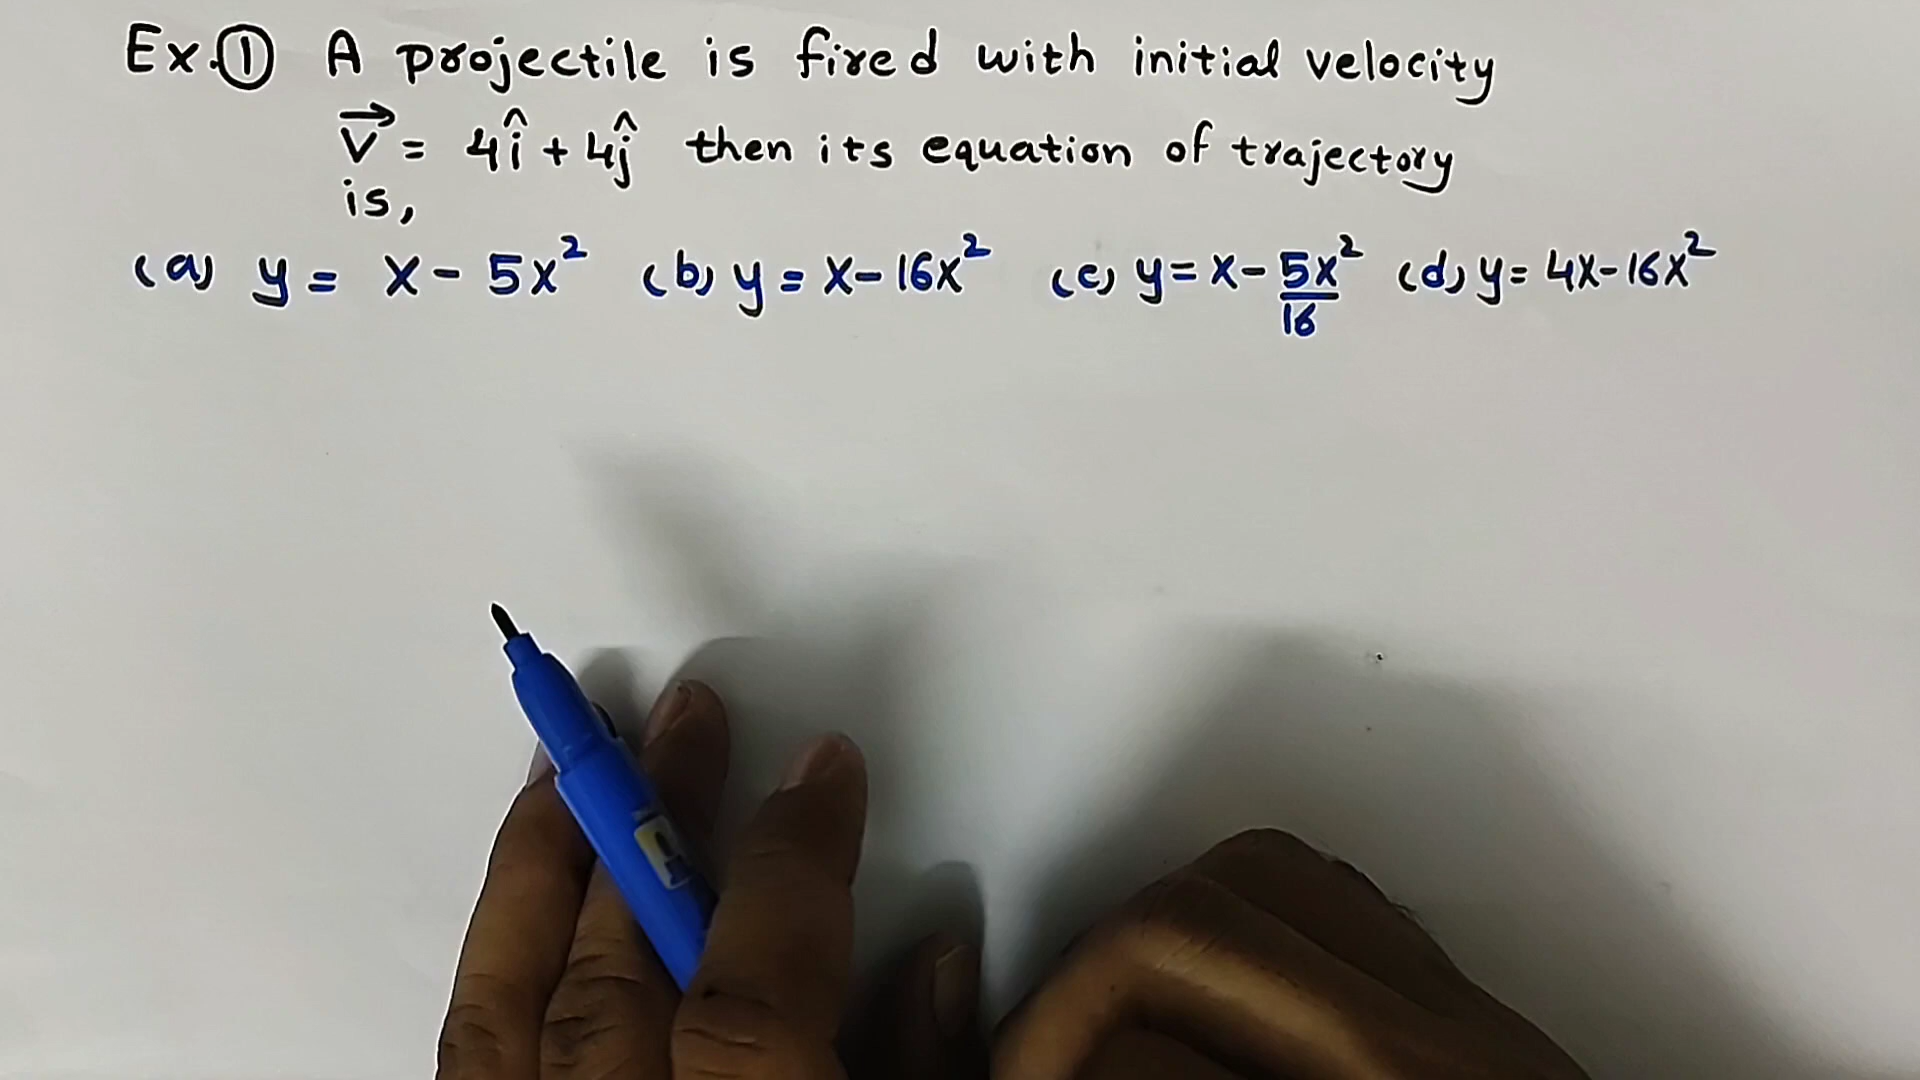 Ex.① A projectile is fired with initial velocity
v⃗ = 4î + 4ĵ then its equation of trajectory
is,
(a) y = x - 5x² (b) y = x - 16x² (c) y = x - 5x²/16 (d) y = 4x - 16x²